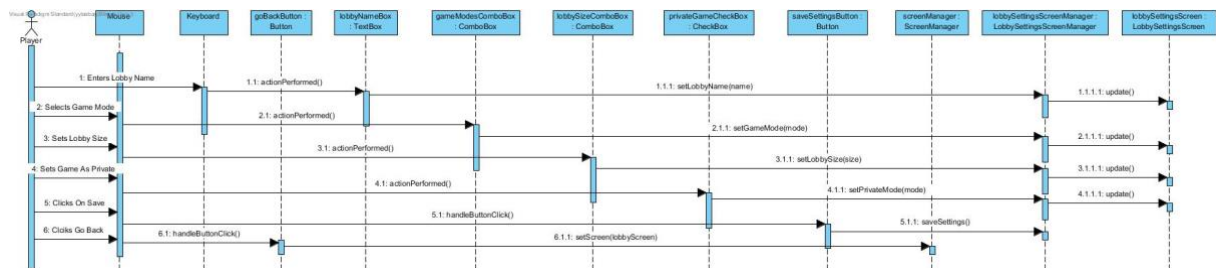 Mouse
Keyboard
goBackButton :
Button
lobbyNameBox
: TextBox
gameModesComboBox
: ComboBox
lobbySizeComboBox :
ComboBox
privateGameCheckBox :
CheckBox
saveSettingsButton :
Button
screenManager :
ScreenManager
lobbySettingsScreenManager :
LobbySettingsScreenManager
lobbySettingsScreen :
LobbySettingsScreen
Player
1: Enters Lobby Name
1.1: actionPerformed()
1.1.1: setLobbyName(name)
1.1.1.1: update()
2: Selects Game Mode
2.1: actionPerformed()
2.1.1: setGameMode(mode)
2.1.1.1: update()
3: Sets Lobby Size
3.1: actionPerformed()
3.1.1: setLobbySize(size)
3.1.1.1: update()
4: Sets Game As Private
4.1: actionPerformed()
4.1.1: setPrivateMode(mode)
4.1.1.1: update()
5: Clicks On Save
5.1: handleButtonClick()
5.1.1: saveSettings()
6: Clciks Go Back
6.1: handleButtonClick()
6.1.1: setScreen(lobbyScreen)